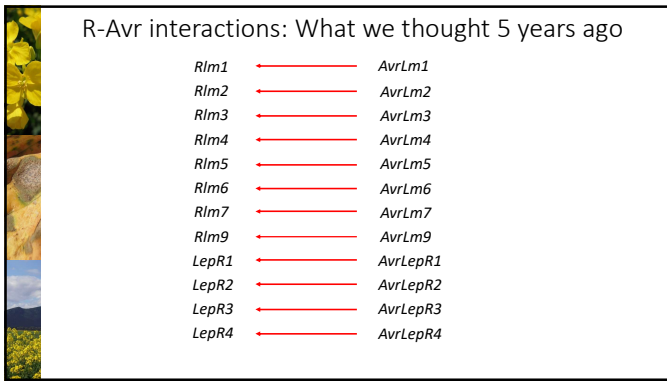 R-Avr interactions: What we thought 5 years ago
Rlm1 AvrLm1
Rlm2 AvrLm2
Rlm3 AvrLm3
Rlm4 AvrLm4
Rlm5 AvrLm5
Rlm6 AvrLm6
Rlm7 AvrLm7
Rlm9 AvrLm9
LepR1 AvrLepR1
LepR2 AvrLepR2
LepR3 AvrLepR3
LepR4 AvrLepR4